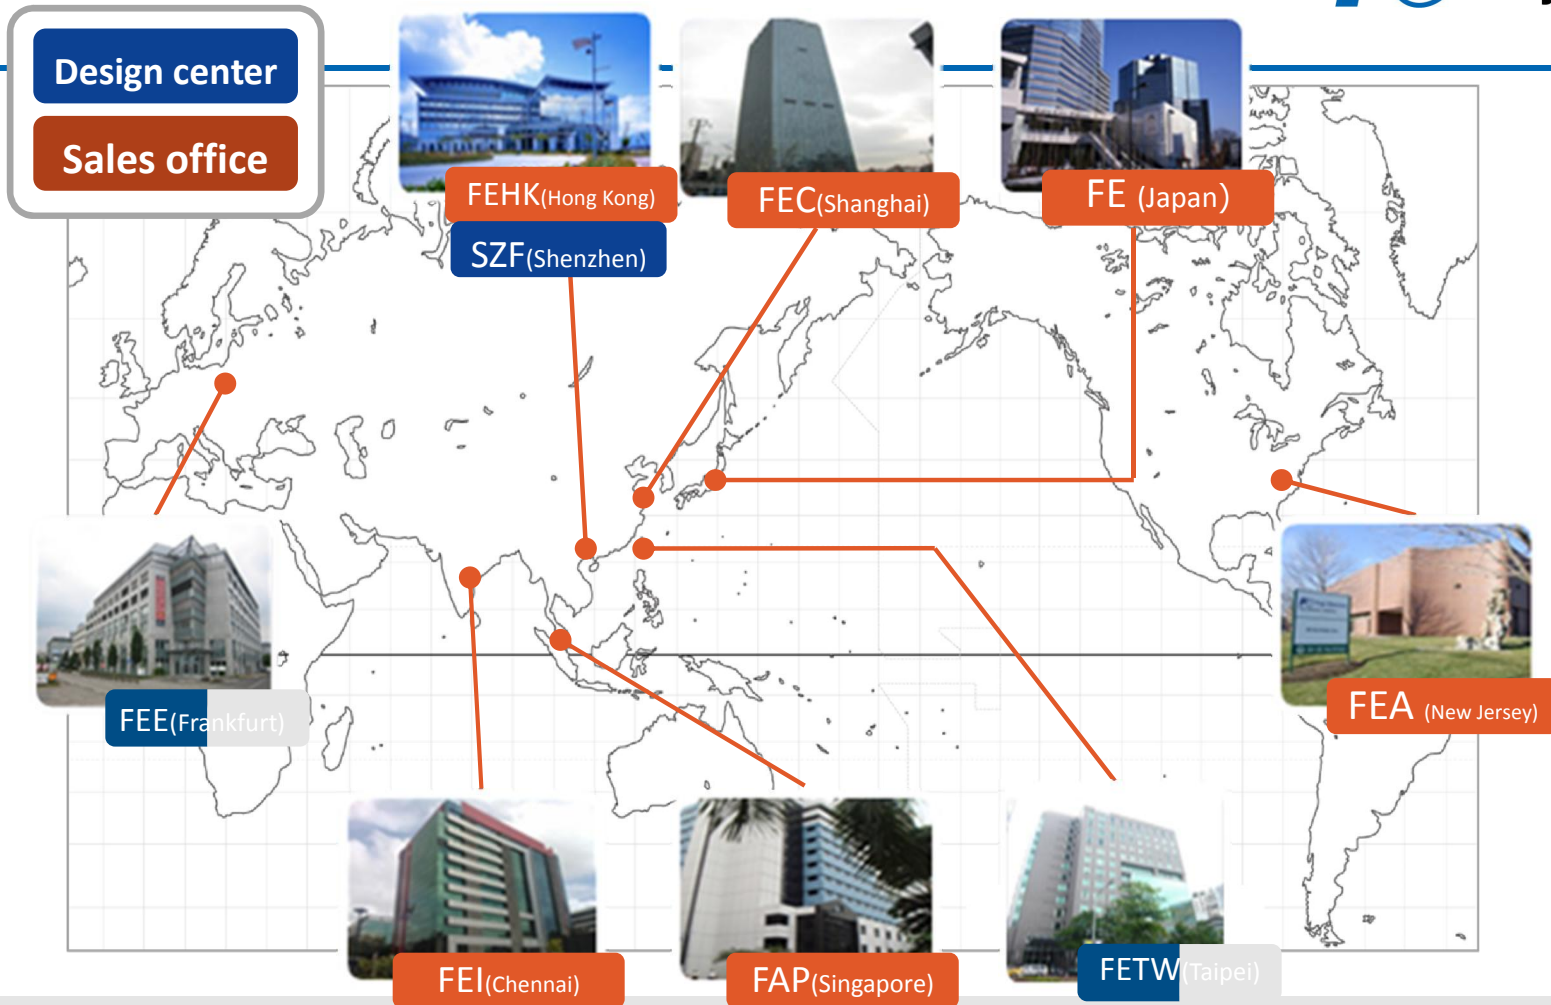 Design center
Sales office
FEHK(Hong Kong)
SZF(Shenzhen)
FEC(Shanghai)
FE (Japan)
FEE(Frankfurt)
FEA (New Jersey)
FEI(Chennai)
FAP(Singapore)
FETW(Taipei)